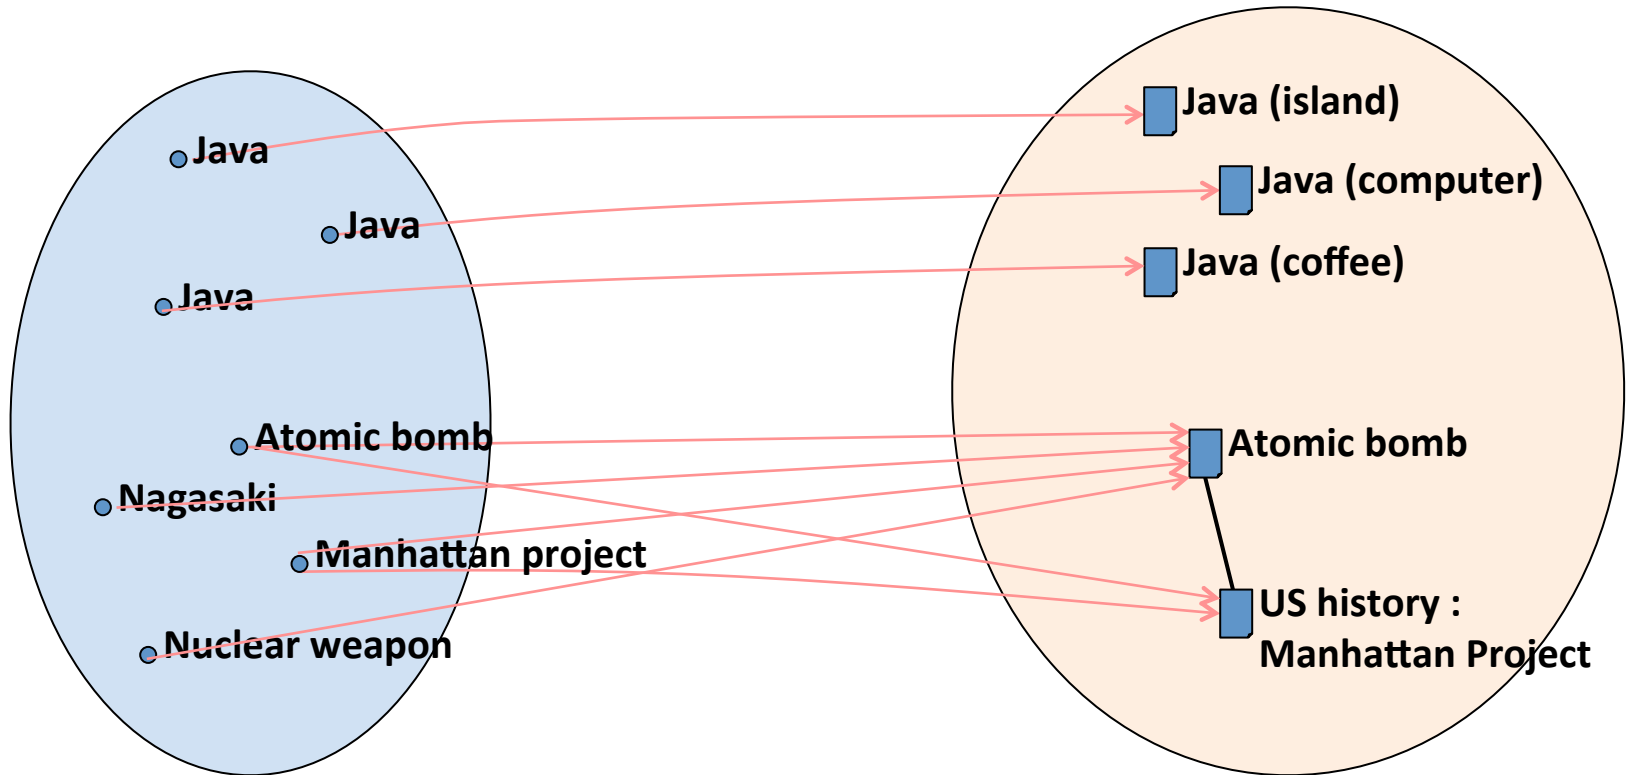 Java
Java
Java
Atomic bomb
Nagasaki
Manhattan project
Nuclear weapon
Java (island)
Java (computer)
Java (coffee)
Atomic bomb
US history :
Manhattan Project